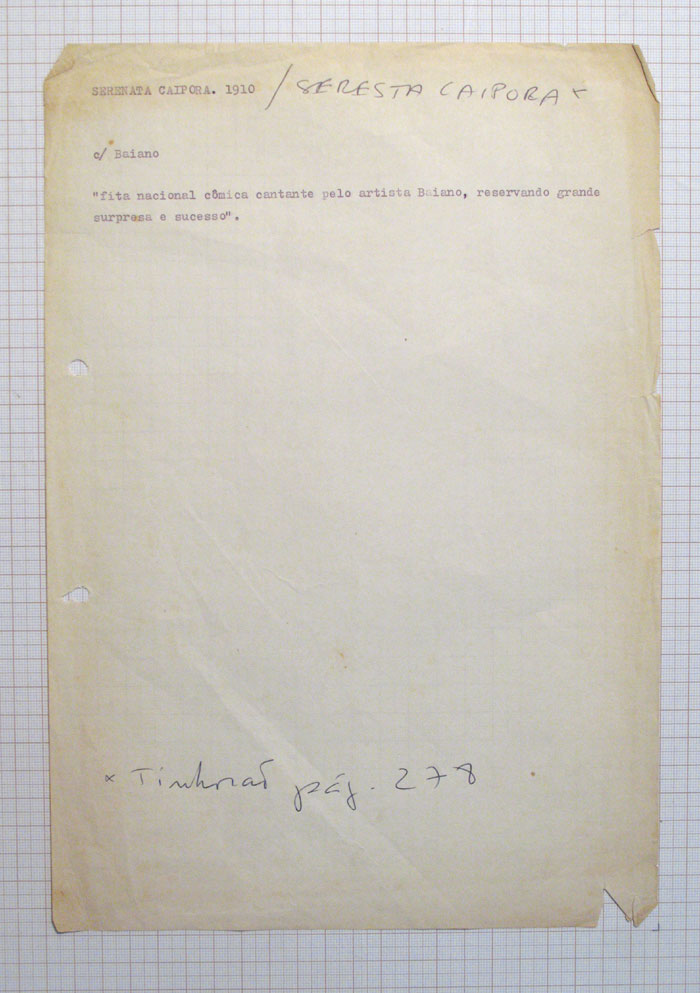 SERENATA CAIPORA. 1910 / SERESTA CAIPORA ×
c/ Baiano
"fita nacional cômica cantante pelo artista Baiano, reservando grande
surpresa e sucesso".
× Tinhorão pág. 278